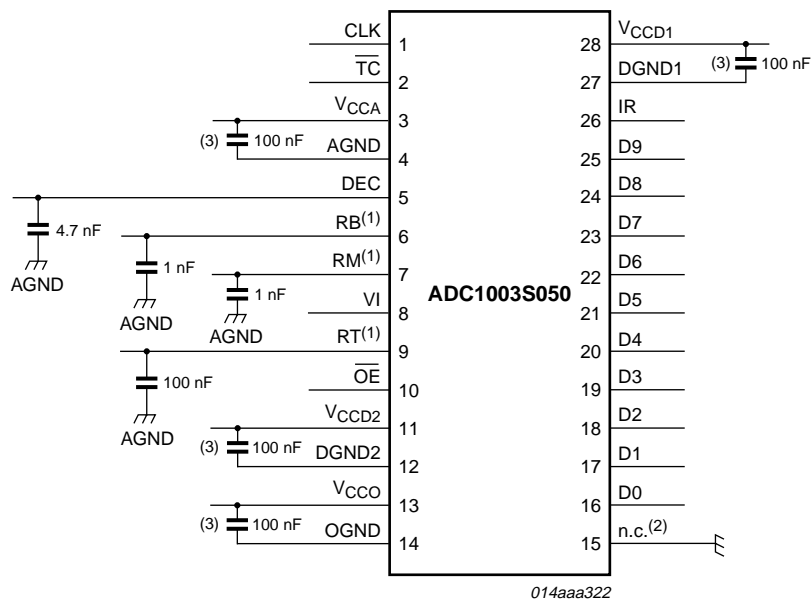 CLK 1 28 VCCD1
(3) 100 nF
TC 2 27 DGND1
VCCA 3 26 IR
(3) 100 nF
AGND 4 25 D9
DEC 5 24 D8
4.7 nF
AGND
RB(1) 6 23 D7
1 nF
AGND
RM(1) 7 22 D6
1 nF
AGND
ADC1003S050
VI 8 21 D5
RT(1) 9 20 D4
100 nF
AGND
OE 10 19 D3
VCCD2 11 18 D2
(3) 100 nF
DGND2 12 17 D1
VCCO 13 16 D0
(3) 100 nF
OGND 14 15 n.c.(2)
014aaa322